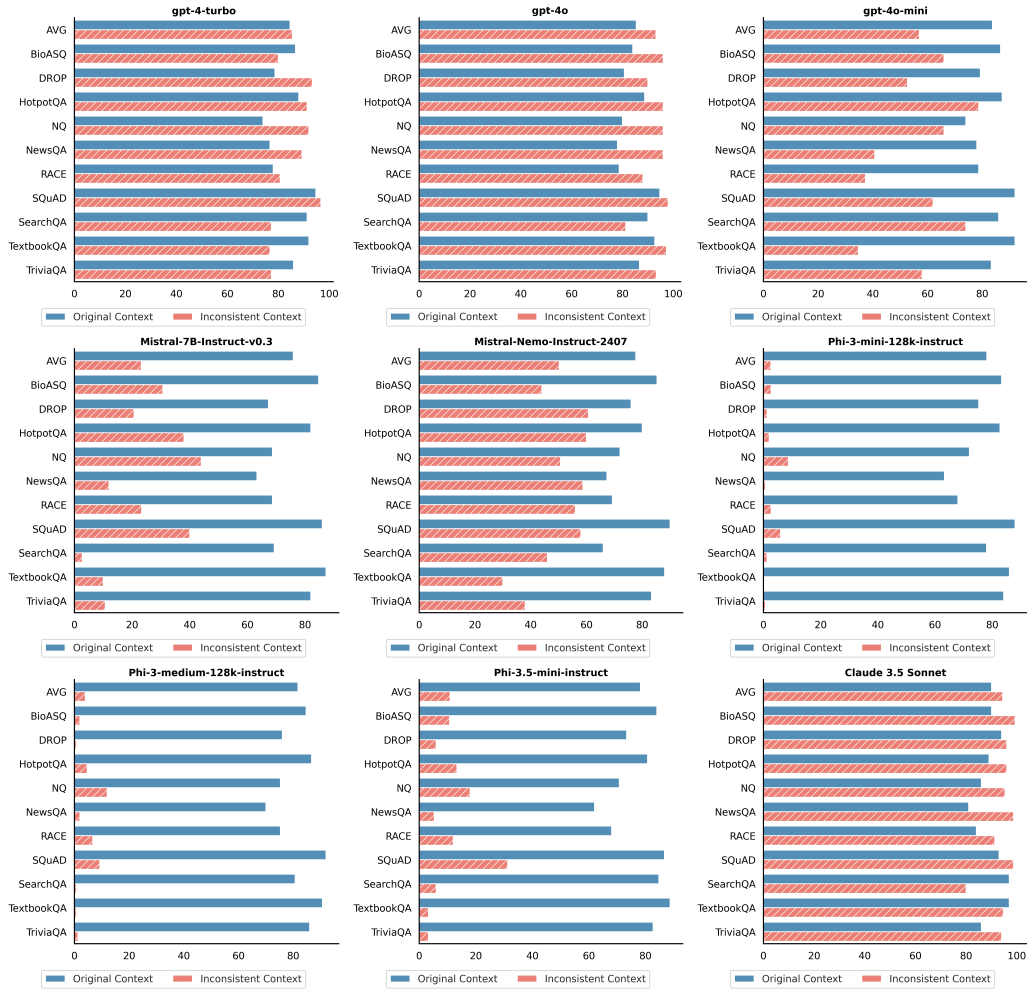 gpt-4-turbo
AVG
BioASQ
DROP
HotpotQA
NQ
NewsQA
RACE
SQuAD
SearchQA
TextbookQA
TriviaQA
0 20 40 60 80 100
Original Context Inconsistent Context
gpt-4o
AVG
BioASQ
DROP
HotpotQA
NQ
NewsQA
RACE
SQuAD
SearchQA
TextbookQA
TriviaQA
0 20 40 60 80 100
Original Context Inconsistent Context
gpt-4o-mini
AVG
BioASQ
DROP
HotpotQA
NQ
NewsQA
RACE
SQuAD
SearchQA
TextbookQA
TriviaQA
0 20 40 60 80
Original Context Inconsistent Context
Mistral-7B-Instruct-v0.3
AVG
BioASQ
DROP
HotpotQA
NQ
NewsQA
RACE
SQuAD
SearchQA
TextbookQA
TriviaQA
0 20 40 60 80
Original Context Inconsistent Context
Mistral-Nemo-Instruct-2407
AVG
BioASQ
DROP
HotpotQA
NQ
NewsQA
RACE
SQuAD
SearchQA
TextbookQA
TriviaQA
0 20 40 60 80
Original Context Inconsistent Context
Phi-3-mini-128k-instruct
AVG
BioASQ
DROP
HotpotQA
NQ
NewsQA
RACE
SQuAD
SearchQA
TextbookQA
TriviaQA
0 20 40 60 80
Original Context Inconsistent Context
Phi-3-medium-128k-instruct
AVG
BioASQ
DROP
HotpotQA
NQ
NewsQA
RACE
SQuAD
SearchQA
TextbookQA
TriviaQA
0 20 40 60 80
Original Context Inconsistent Context
Phi-3.5-mini-instruct
AVG
BioASQ
DROP
HotpotQA
NQ
NewsQA
RACE
SQuAD
SearchQA
TextbookQA
TriviaQA
0 20 40 60 80
Original Context Inconsistent Context
Claude 3.5 Sonnet
AVG
BioASQ
DROP
HotpotQA
NQ
NewsQA
RACE
SQuAD
SearchQA
TextbookQA
TriviaQA
0 20 40 60 80 100
Original Context Inconsistent Context